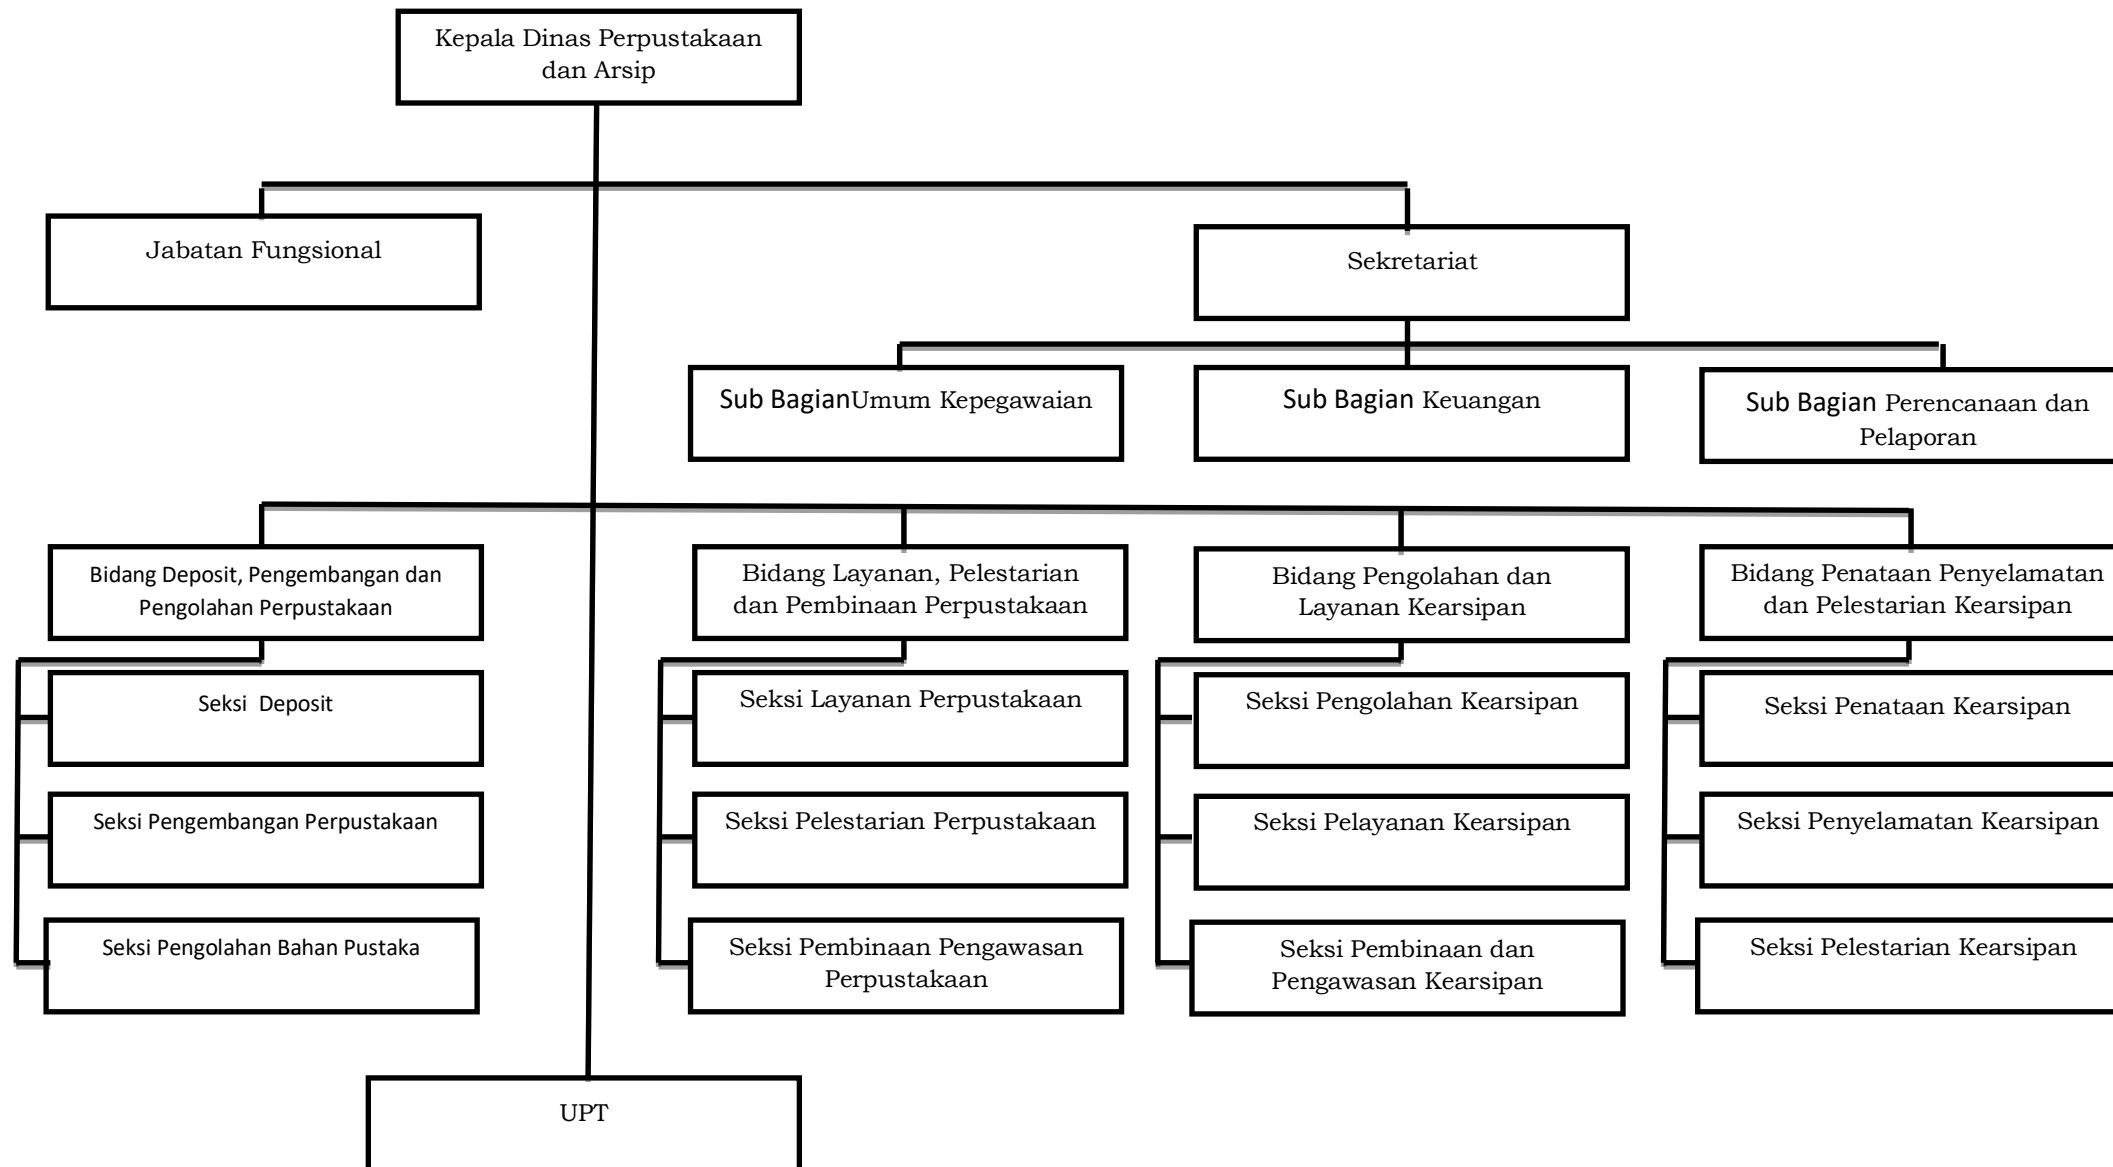 Kepala Dinas Perpustakaan
dan Arsip
Jabatan Fungsional
Sekretariat
Sub BagianUmum Kepegawaian
Sub Bagian Keuangan
Sub Bagian Perencanaan dan
Pelaporan
Bidang Deposit, Pengembangan dan
Pengolahan Perpustakaan
Bidang Layanan, Pelestarian
dan Pembinaan Perpustakaan
Bidang Pengolahan dan
Layanan Kearsipan
Bidang Penataan Penyelamatan
dan Pelestarian Kearsipan
Seksi  Deposit
Seksi Layanan Perpustakaan
Seksi Pengolahan Kearsipan
Seksi Penataan Kearsipan
Seksi Pengembangan Perpustakaan
Seksi Pelestarian Perpustakaan
Seksi Pelayanan Kearsipan
Seksi Penyelamatan Kearsipan
Seksi Pengolahan Bahan Pustaka
Seksi Pembinaan Pengawasan
Perpustakaan
Seksi Pembinaan dan
Pengawasan Kearsipan
Seksi Pelestarian Kearsipan
UPT